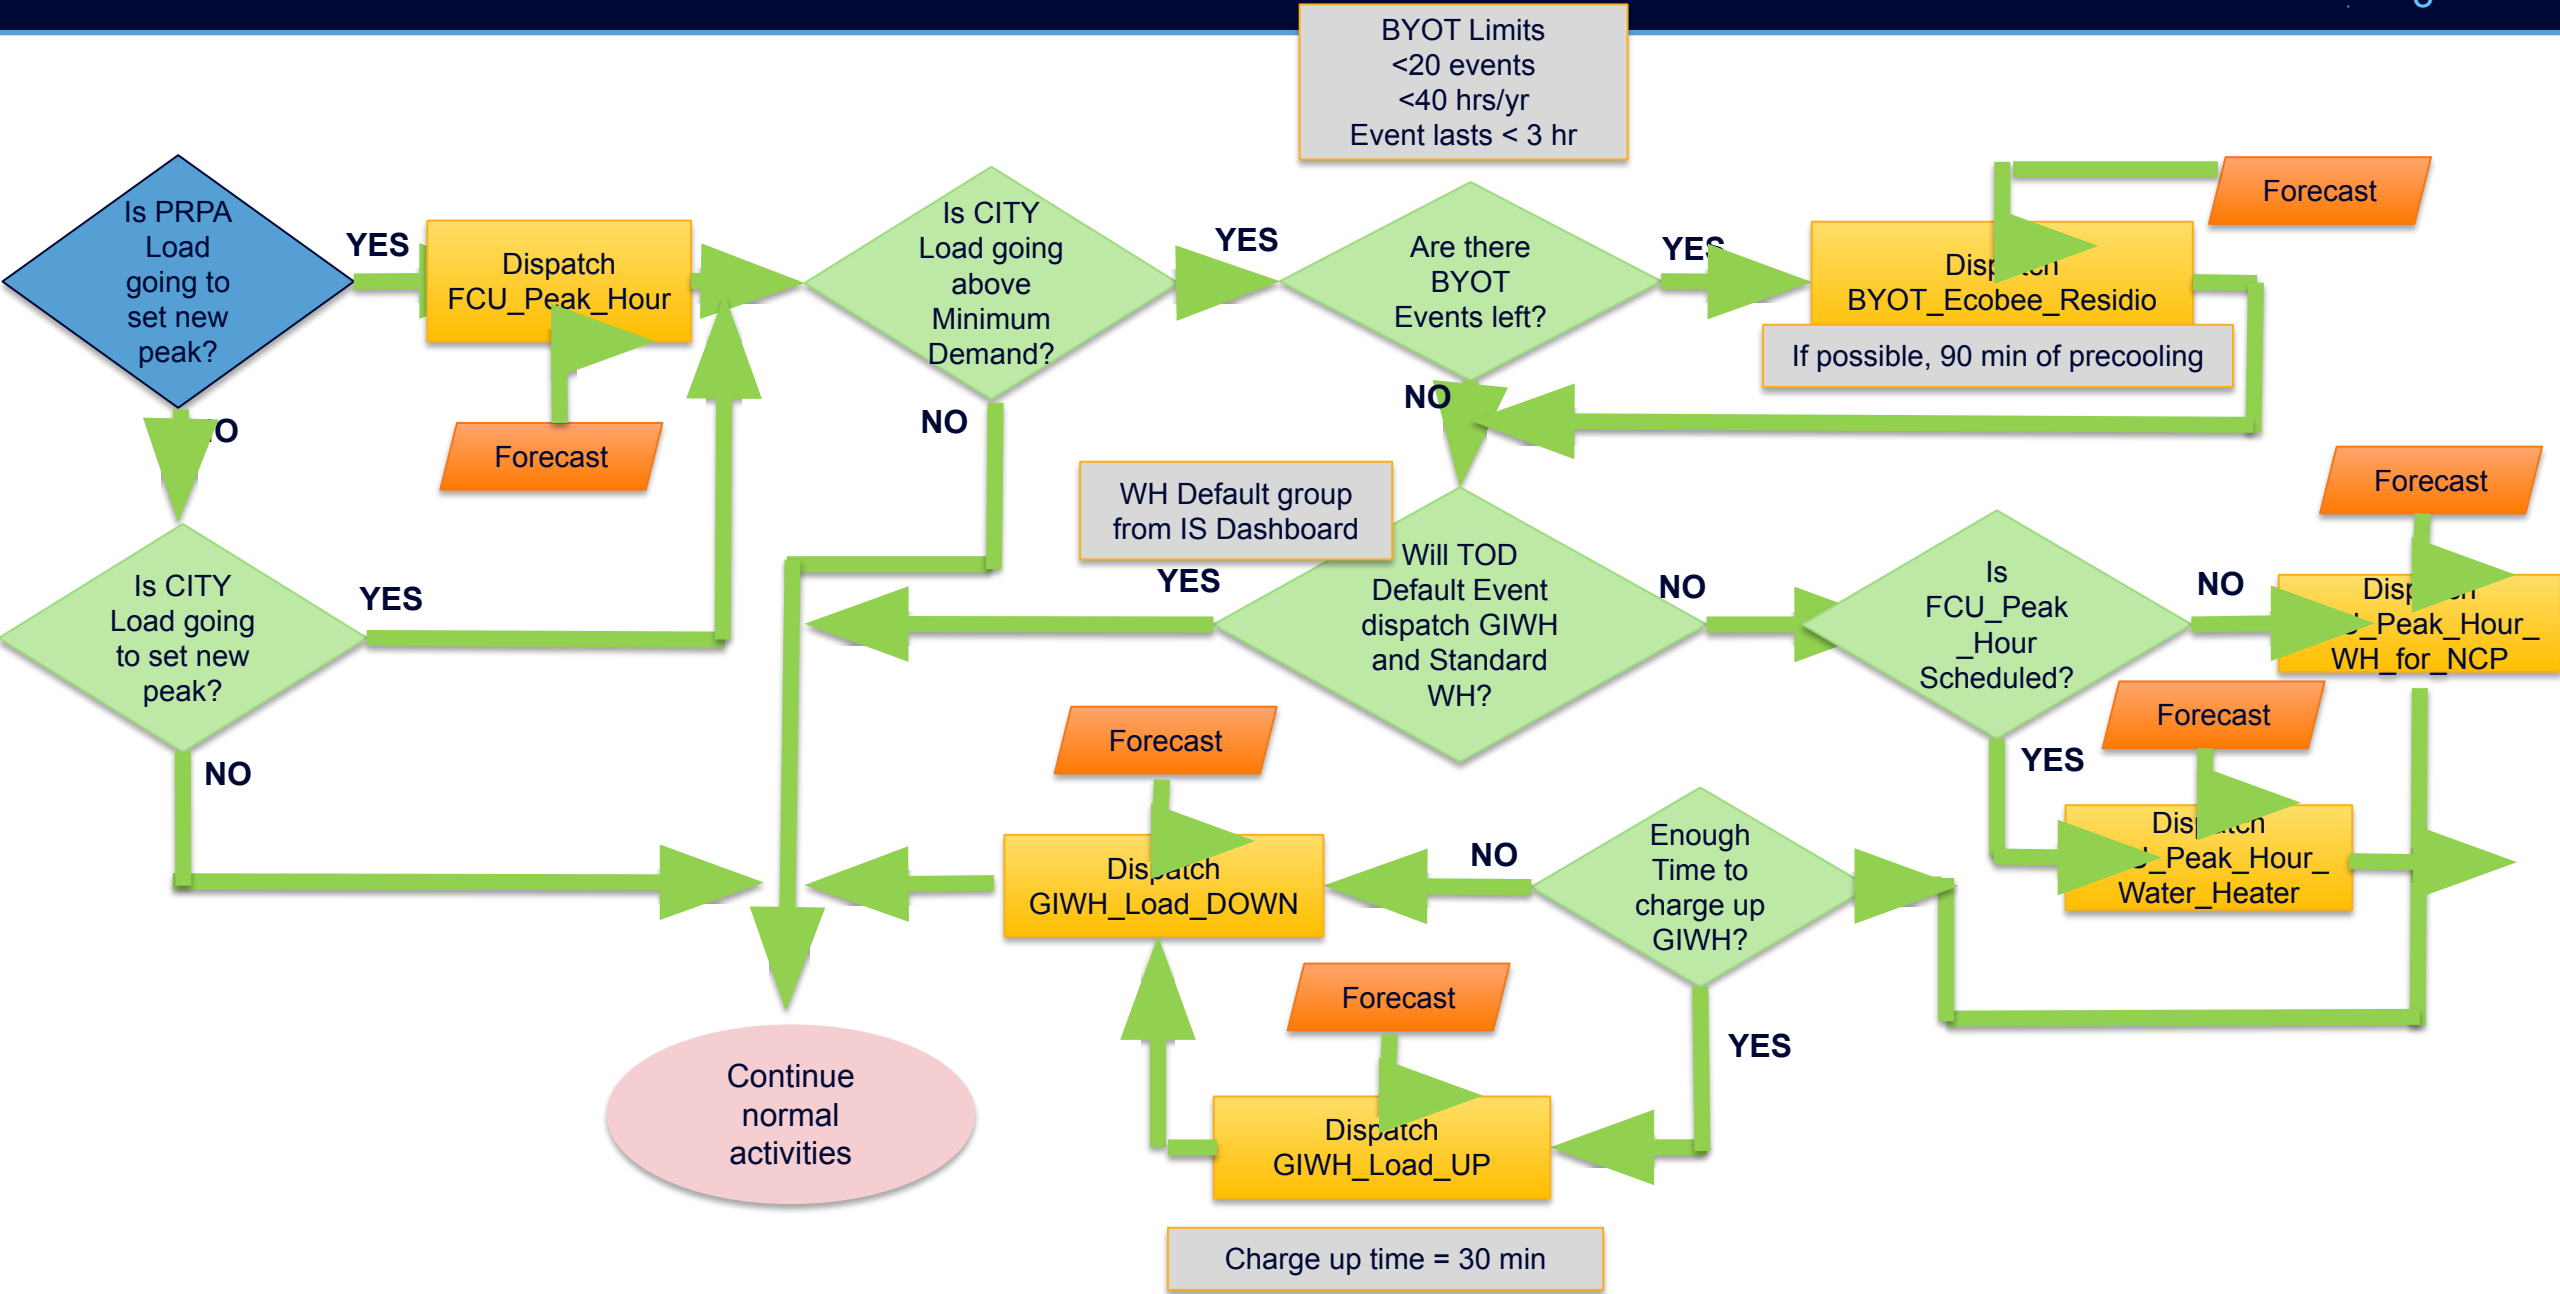 BYOT Limits
<20 events
<40 hrs/yr
Event lasts < 3 hr
Is PRPA
Load
going to
set new
peak?
YES
Dispatch
FCU_Peak_Hour
Forecast
Is CITY
Load going
above
Minimum
Demand?
YES
NO
Are there
BYOT
Events left?
YES
NO
Forecast
BYOT_Ecobee_Residio
If possible, 90 min of precooling
Is CITY
Load going
to set new
peak?
YES
NO
WH Default group
from IS Dashboard
Will TOD
Default Event
dispatch GIWH
and Standard
WH?
YES
NO
Is
FCU_Peak
_Hour
Scheduled?
NO
YES
Forecast
_Peak_Hour_
WH_for_NCP
Forecast
_Peak_Hour_
Water_Heater
Enough
Time to
charge up
GIWH?
NO
YES
Forecast
Dispatch
GIWH_Load_DOWN
Forecast
Dispatch
GIWH_Load_UP
Charge up time = 30 min
Continue
normal
activities